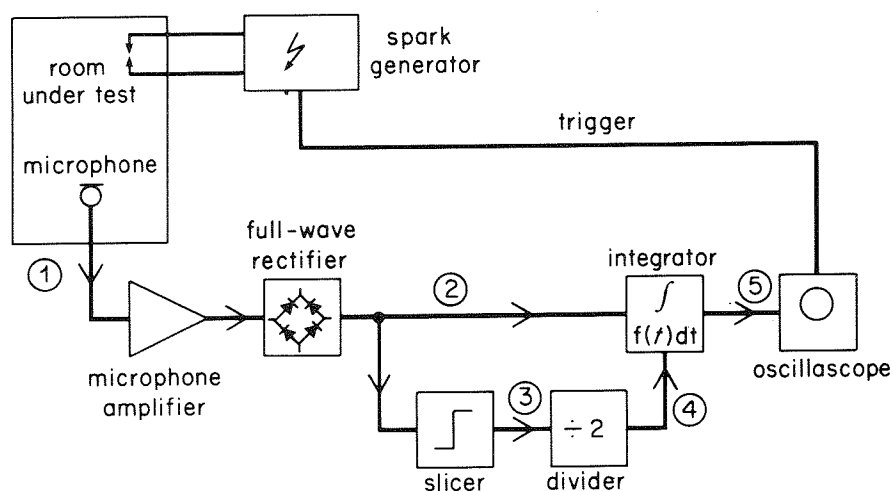 room
under test
spark
generator
trigger
microphone
①
full-wave
rectifier
②
integrator
∫
f(t)dt
⑤
microphone
amplifier
③
÷ 2
④
oscillascope
slicer
divider